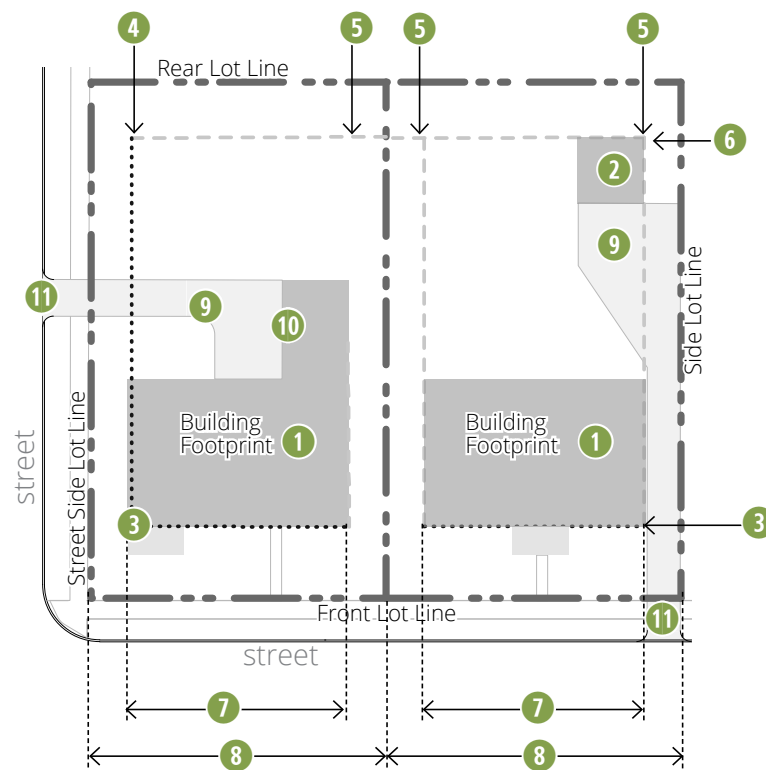 4
5
5
5
Rear Lot Line
6
2
9
Side Lot Line
11
9
10
Building
Footprint
1
Building
Footprint
1
street
Street Side Lot Line
3
3
Front Lot Line
11
street
7
7
8
8